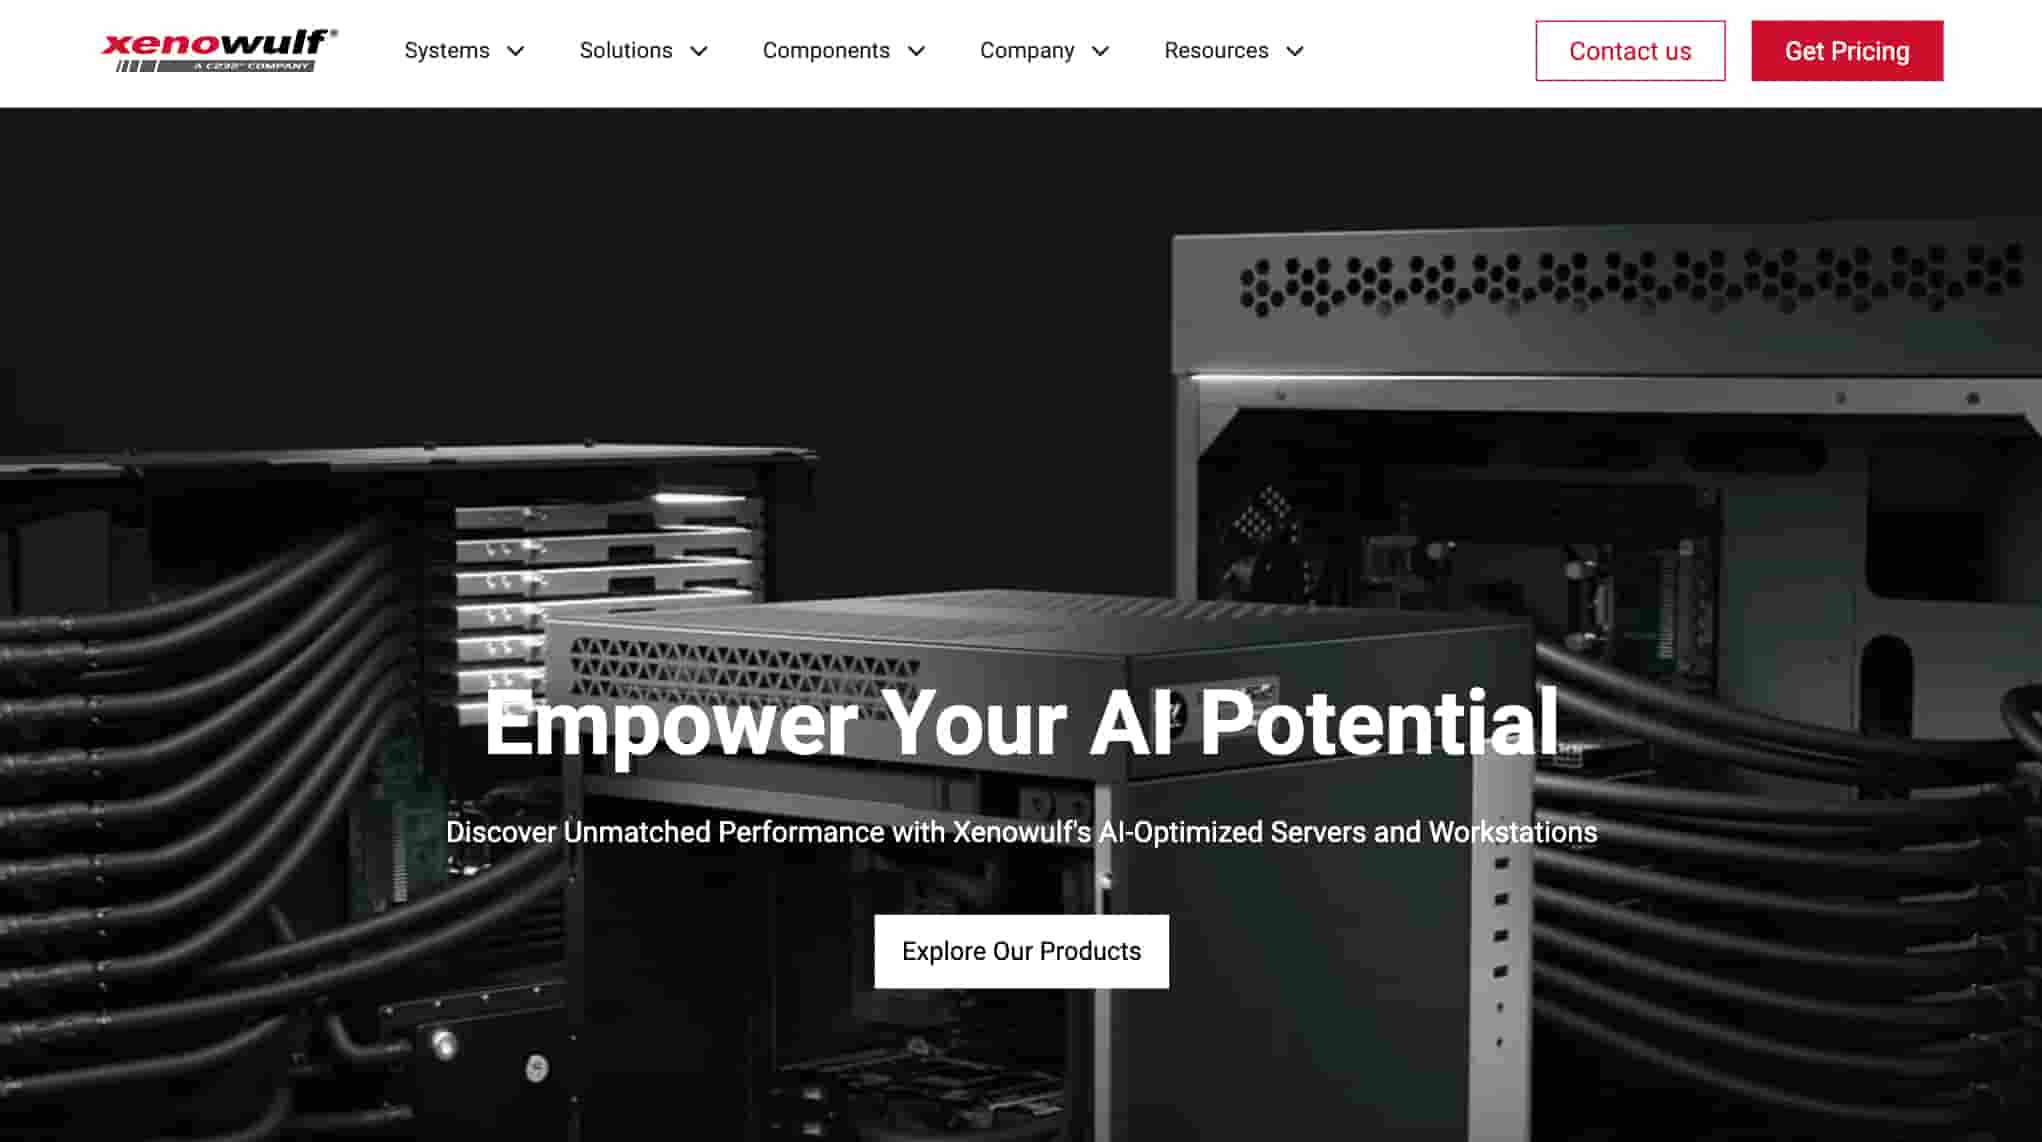 xenowulf®
A C232™ COMPANY
Systems
Solutions
Components
Company
Resources
Contact us
Get Pricing
Empower Your AI Potential
Discover Unmatched Performance with Xenowulf's AI-Optimized Servers and Workstations
Explore Our Products